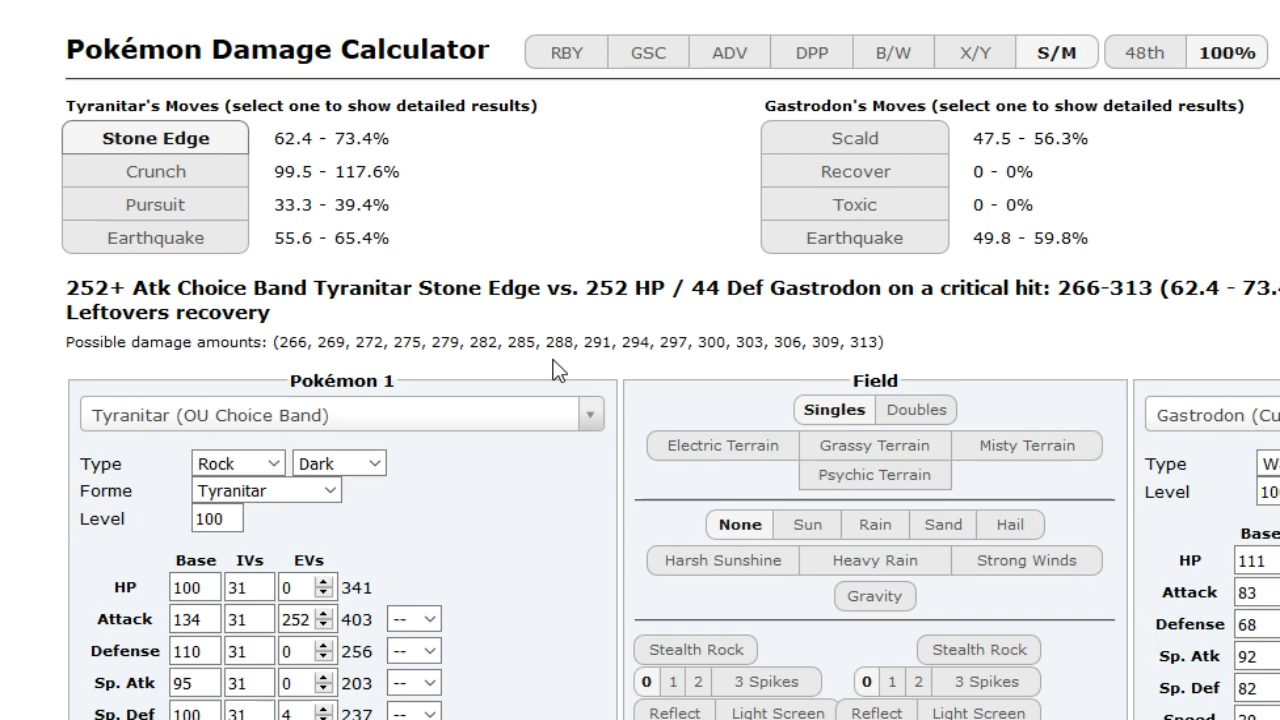 Pokémon Damage Calculator
RBY GSC ADV DPP B/W X/Y S/M 48th 100%
Tyranitar's Moves (select one to show detailed results)
Stone Edge 62.4 - 73.4%
Crunch 99.5 - 117.6%
Pursuit 33.3 - 39.4%
Earthquake 55.6 - 65.4%
Gastrodon's Moves (select one to show detailed results)
Scald 47.5 - 56.3%
Recover 0 - 0%
Toxic 0 - 0%
Earthquake 49.8 - 59.8%
252+ Atk Choice Band Tyranitar Stone Edge vs. 252 HP / 44 Def Gastrodon on a critical hit: 266-313 (62.4 - 73.
Leftovers recovery
Possible damage amounts: (266, 269, 272, 275, 279, 282, 285, 288, 291, 294, 297, 300, 303, 306, 309, 313)
Pokémon 1
Tyranitar (OU Choice Band)
Type Rock Dark
Forme Tyranitar
Level 100
Base IVs EVs
HP 100 31 0 341
Attack 134 31 252 403 --
Defense 110 31 0 256 --
Sp. Atk 95 31 0 203 --
Sp. Def 100 31 4 237 --
Field
Singles Doubles
Electric Terrain Grassy Terrain Misty Terrain
Psychic Terrain
None Sun Rain Sand Hail
Harsh Sunshine Heavy Rain Strong Winds
Gravity
Stealth Rock Stealth Rock
0 1 2 3 Spikes 0 1 2 3 Spikes
Reflect Light Screen Reflect Light Screen
Gastrodon (Cu
Type W
Level 10
Base
HP 111
Attack 83
Defense 68
Sp. Atk 92
Sp. Def 82